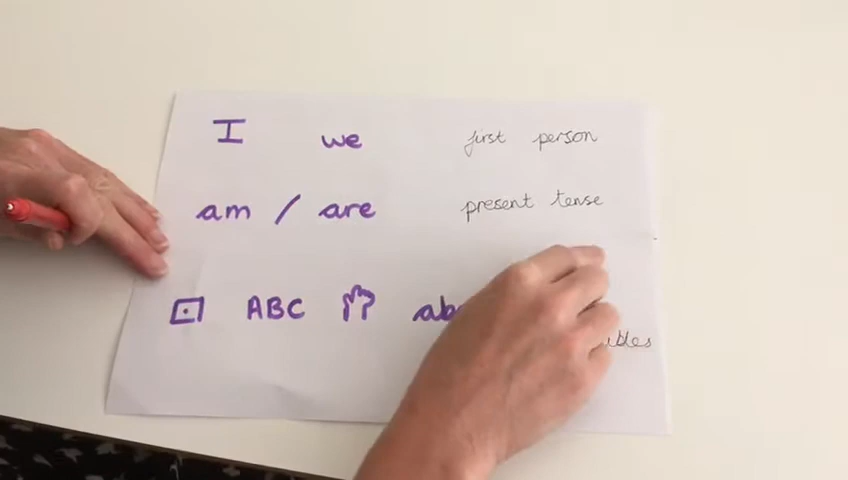 I we first person
am / are present tense
ABC